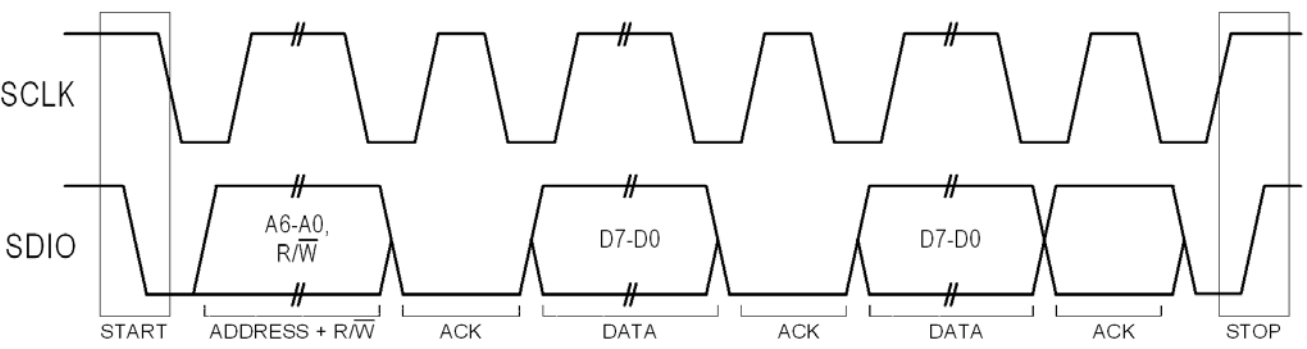 SCLK
SDIO
A6-A0,
R/W̅
D7-D0
D7-D0
START
ADDRESS + R/W̅
ACK
DATA
ACK
DATA
ACK
STOP